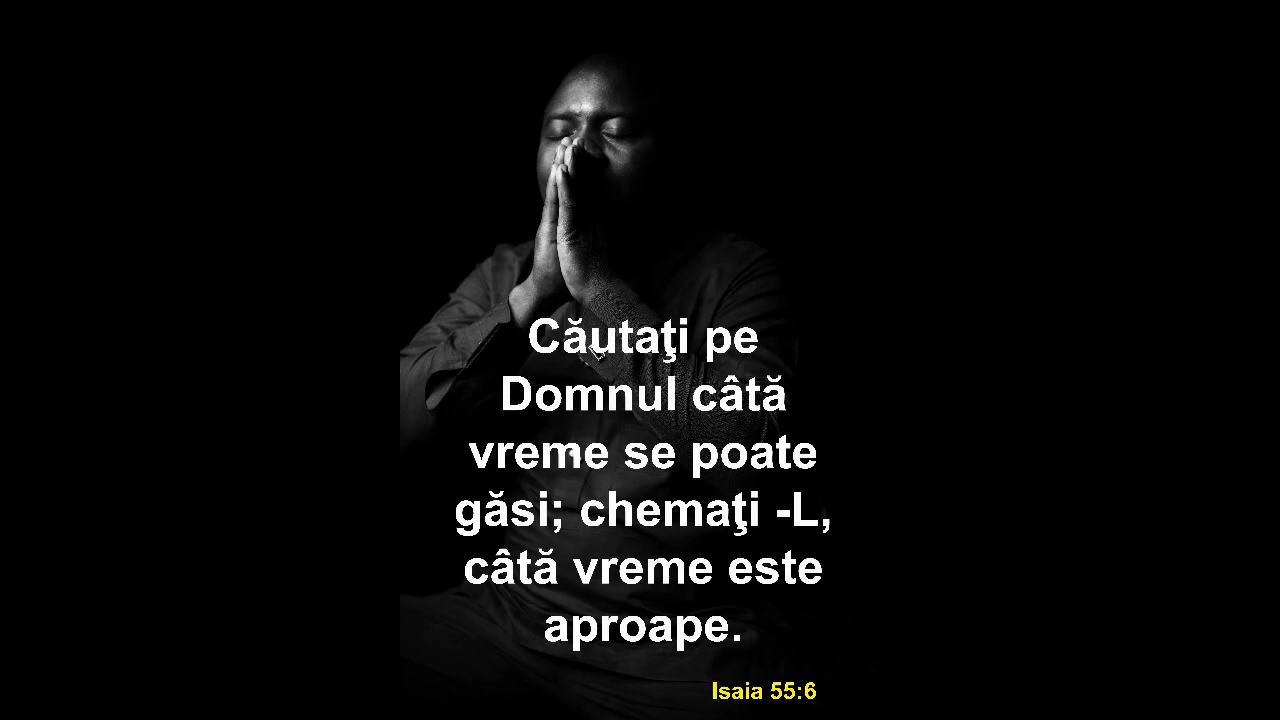 Căutaţi pe
Domnul câtă
vreme se poate
găsi; chemaţi -L,
câtă vreme este
aproape.
Isaia 55:6